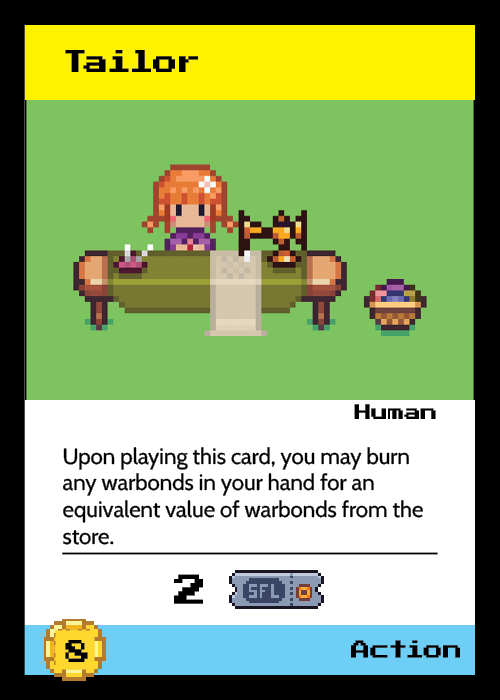 Tailor
Human
Upon playing this card, you may burn
any warbonds in your hand for an
equivalent value of warbonds from the
store.
2 SFL
8 Action